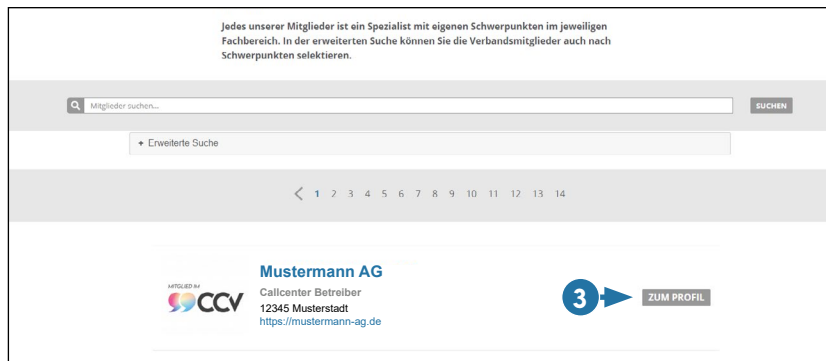 Jedes unserer Mitglieder ist ein Spezialist mit eigenen Schwerpunkten im jeweiligen
Fachbereich. In der erweiterten Suche können Sie die Verbandsmitglieder auch nach
Schwerpunkten selektieren.
Mitglieder suchen...
SUCHEN
+ Erweiterte Suche
1 2 3 4 5 6 7 8 9 10 11 12 13 14
MITGLIED IM
CCV
Mustermann AG
Callcenter Betreiber
12345 Musterstadt
https://mustermann-ag.de
3
ZUM PROFIL